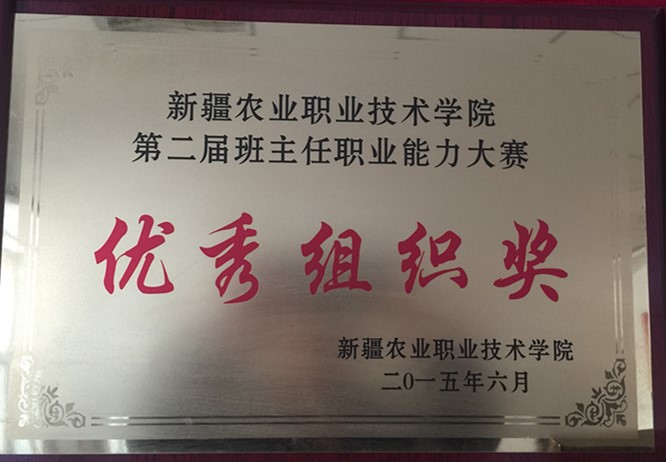 新疆农业职业技术学院
第二届班主任职业能力大赛
优秀组织奖
新疆农业职业技术学院
二0一五年六月